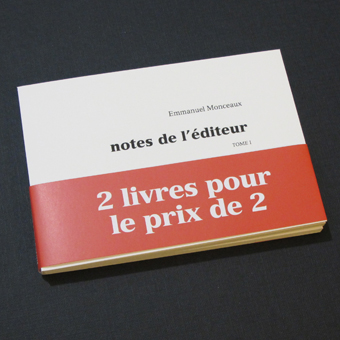 Emmanuel Monceaux
notes de l'éditeur
TOME 1
2 livres pour
le prix de 2